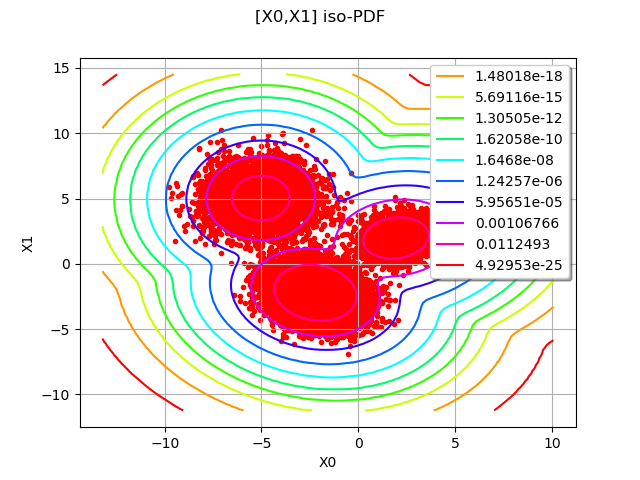 [X0,X1] iso-PDF
15
10
5
0
−5
−10
X1
−10
−5
0
5
10
X0
1.48018e-18
5.69116e-15
1.30505e-12
1.62058e-10
1.6468e-08
1.24257e-06
5.95651e-05
0.00106766
0.0112493
4.92953e-25